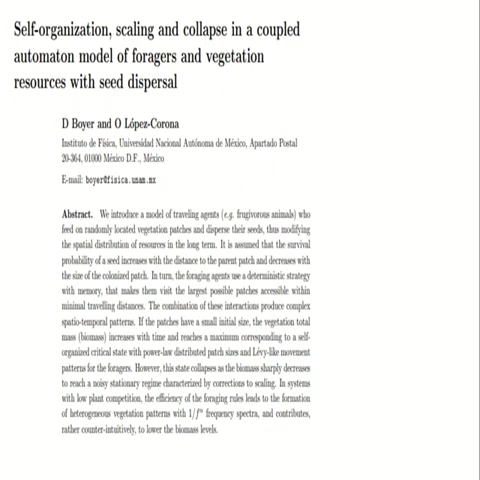 Self-organization, scaling and collapse in a coupled
automaton model of foragers and vegetation
resources with seed dispersal
D Boyer and O López-Corona
Instituto de Física, Universidad Nacional Autónoma de México, Apartado Postal
20-364, 01000 México D.F., México
E-mail: boyer@fisica.unam.mx
Abstract. We introduce a model of traveling agents (e.g. frugivorous animals) who
feed on randomly located vegetation patches and disperse their seeds, thus modifying
the spatial distribution of resources in the long term. It is assumed that the survival
probability of a seed increases with the distance to the parent patch and decreases with
the size of the colonized patch. In turn, the foraging agents use a deterministic strategy
with memory, that makes them visit the largest possible patches accessible within
minimal travelling distances. The combination of these interactions produce complex
spatio-temporal patterns. If the patches have a small initial size, the vegetation total
mass (biomass) increases with time and reaches a maximum corresponding to a self-
organized critical state with power-law distributed patch sizes and Lévy-like movement
patterns for the foragers. However, this state collapses as the biomass sharply decreases
to reach a noisy stationary regime characterized by corrections to scaling. In systems
with low plant competition, the efficiency of the foraging rules leads to the formation
of heterogeneous vegetation patterns with 1/fᵅ frequency spectra, and contributes,
rather counter-intuitively, to lower the biomass levels.